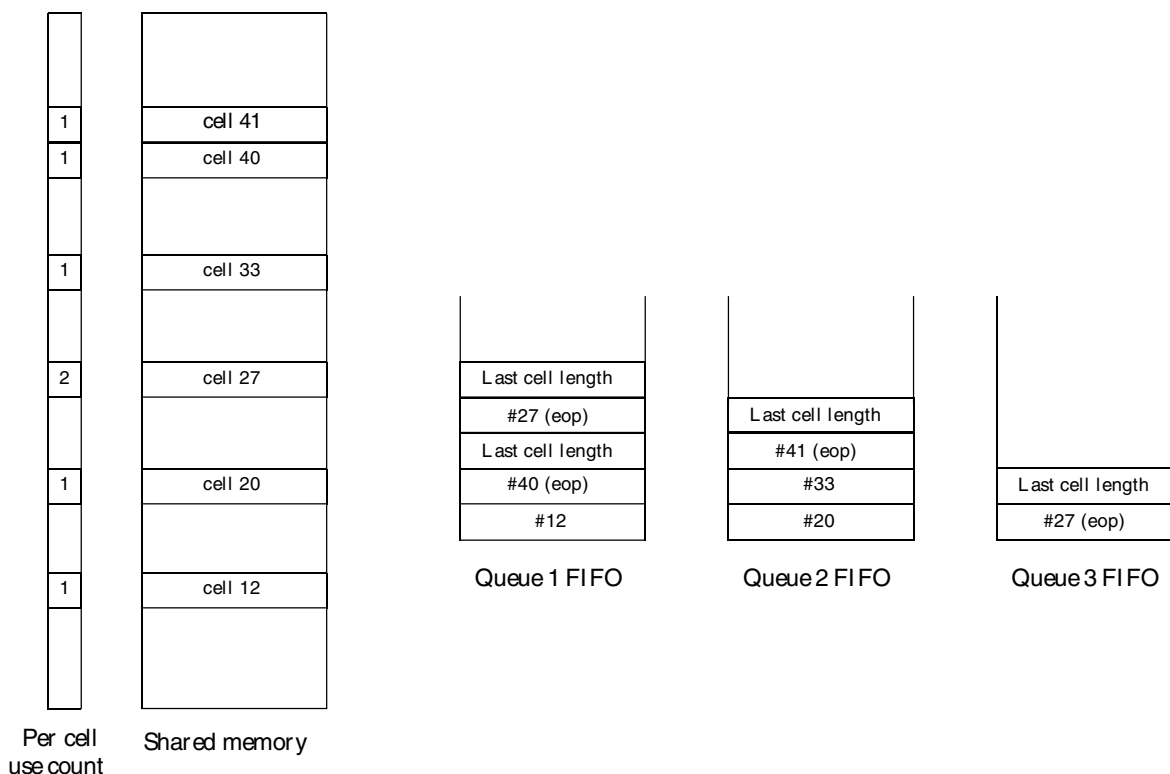 1
cell 41
1
cell 40
1
cell 33
2
cell 27
1
cell 20
1
cell 12
Per cell
use count
Shared memory
Last cell length
#27 (eop)
Last cell length
#40 (eop)
#12
Queue 1 FIFO
Last cell length
#41 (eop)
#33
#20
Queue 2 FIFO
Last cell length
#27 (eop)
Queue 3 FIFO